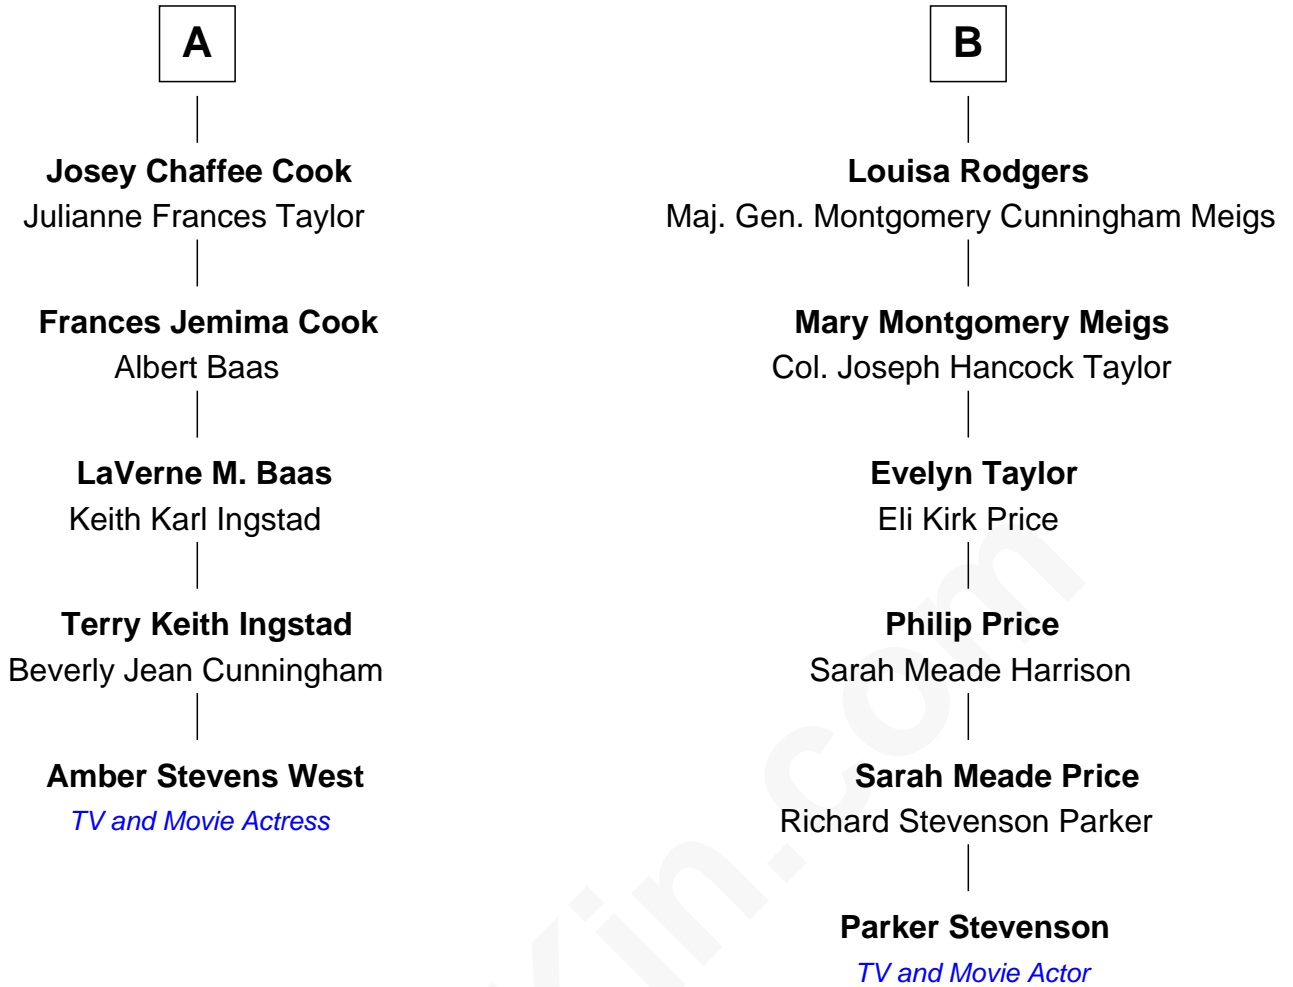 A
Josey Chaffee Cook
Julianne Frances Taylor
Frances Jemima Cook
Albert Baas
LaVerne M. Baas
Keith Karl Ingstad
Terry Keith Ingstad
Beverly Jean Cunningham
Amber Stevens West
TV and Movie Actress
B
Louisa Rodgers
Maj. Gen. Montgomery Cunningham Meigs
Mary Montgomery Meigs
Col. Joseph Hancock Taylor
Evelyn Taylor
Eli Kirk Price
Philip Price
Sarah Meade Harrison
Sarah Meade Price
Richard Stevenson Parker
Parker Stevenson
TV and Movie Actor
Kin.com